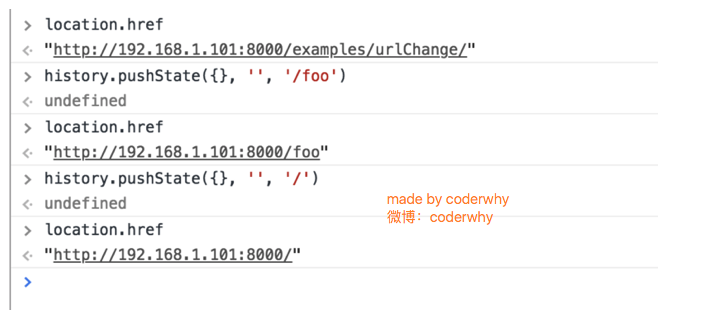 > location.href
<· "http://192.168.1.101:8000/examples/urlChange/"
> history.pushState({}, '', '/foo')
<· undefined
> location.href
<· "http://192.168.1.101:8000/foo"
> history.pushState({}, '', '/')
<· undefined
made by coderwhy
微博：coderwhy
> location.href
<· "http://192.168.1.101:8000/"
>